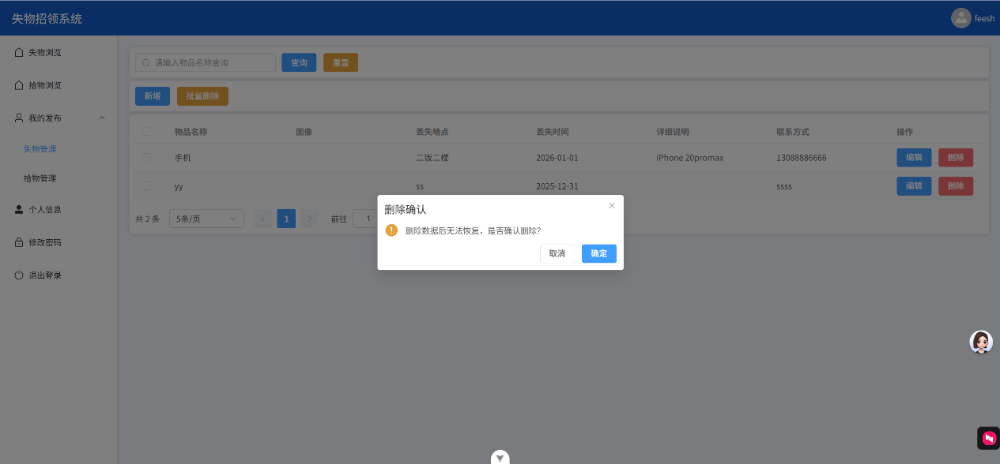 失物招领系统
feesh
失物浏览
拾物浏览
我的发布
失物管理
拾物管理
个人信息
修改密码
退出登录
请输入物品名称查询 查询 重置
新增 批量删除
物品名称 图像 丢失地点 丢失时间 详细说明 联系方式 操作
手机 二饭二楼 2026-01-01 iPhone 20promax 13088886666 编辑 删除
yy ss 2025-12-31 ssss 编辑 删除
共 2 条 5条/页 1 前往 1
删除确认
删除数据后无法恢复，是否确认删除？
取消 确定